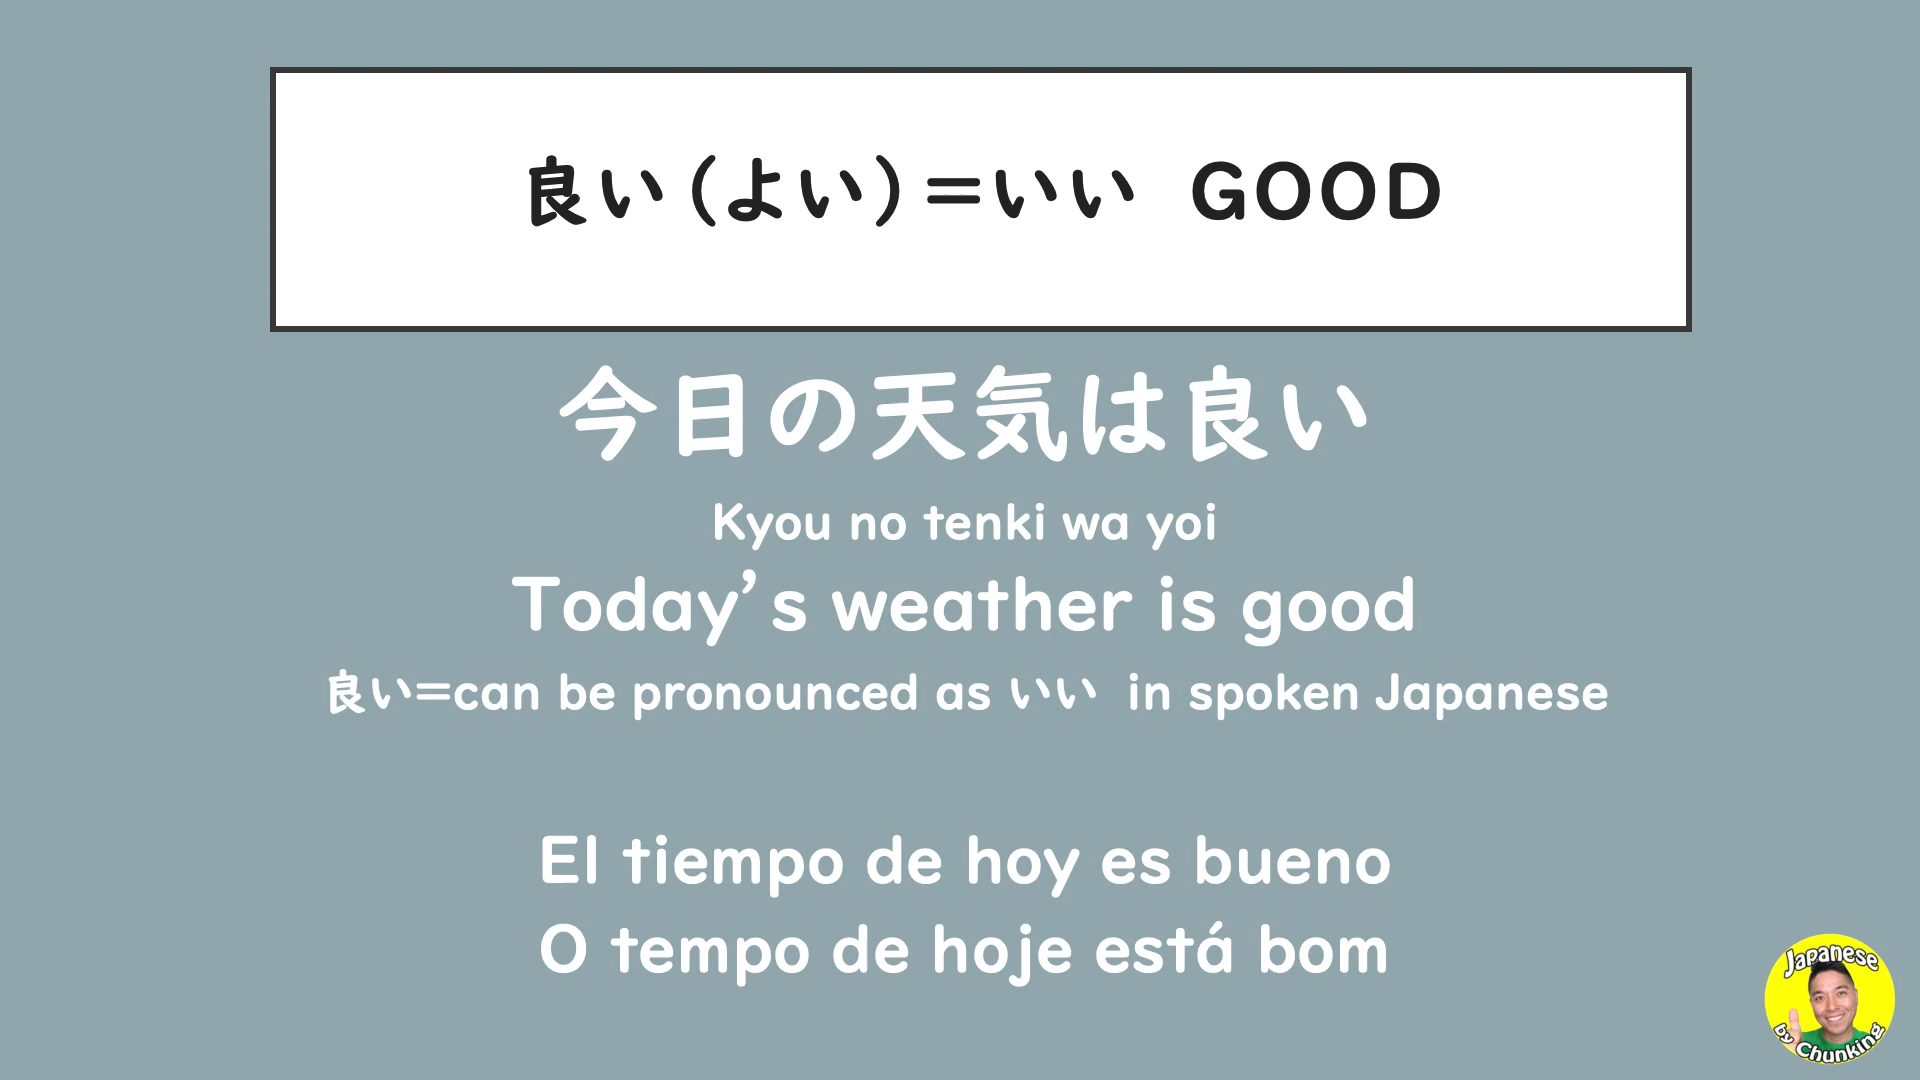 良い(よい)=いい GOOD
今日の天気は良い
Kyou no tenki wa yoi
Today's weather is good
良い=can be pronounced as いい in spoken Japanese
El tiempo de hoy es bueno
O tempo de hoje está bom
Japanese
by Chunking